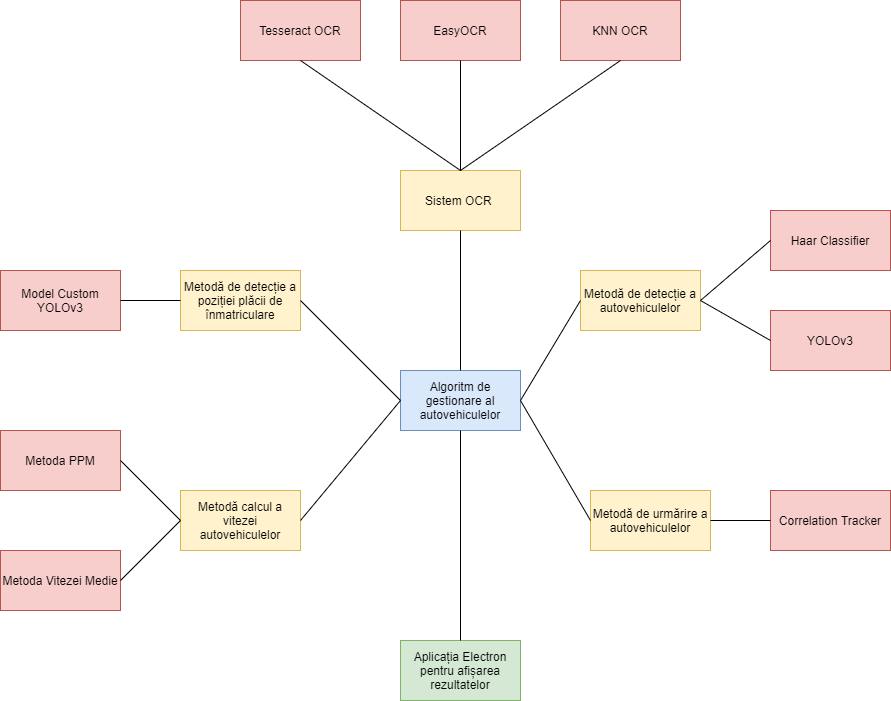 Tesseract OCR
EasyOCR
KNN OCR
Sistem OCR
Haar Classifier
Model Custom
YOLOv3
Metodă de detecție a
poziției plăcii de
înmatriculare
Metodă de detecție a
autovehiculelor
YOLOv3
Algoritm de
gestionare al
autovehiculelor
Metoda PPM
Metodă calcul a
vitezei
autovehiculelor
Metodă de urmărire a
autovehiculelor
Correlation Tracker
Metoda Vitezei Medie
Aplicația Electron
pentru afișarea
rezultatelor